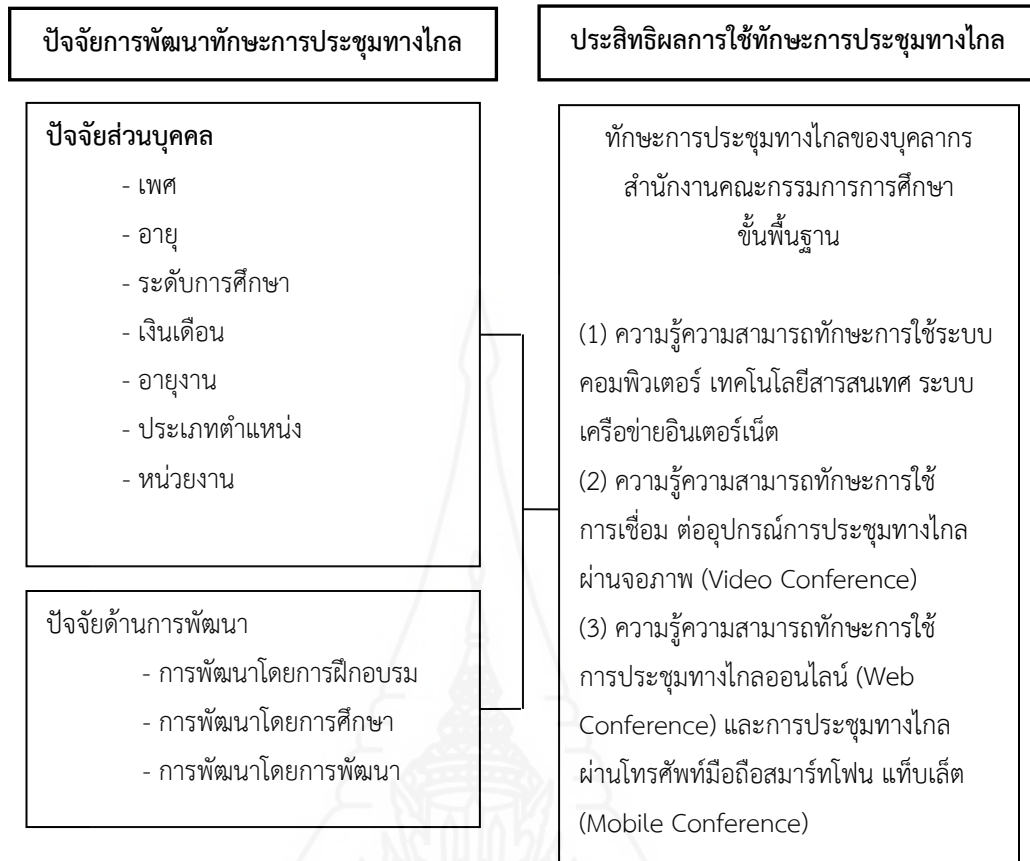 ปัจจัยการพัฒนาทักษะการประชุมทางไกล
ประสิทธิผลการใช้ทักษะการประชุมทางไกล
ปัจจัยส่วนบุคคล
- เพศ
- อายุ
- ระดับการศึกษา
- เงินเดือน
- อายุงาน
- ประเภทตำแหน่ง
- หน่วยงาน
ปัจจัยด้านการพัฒนา
- การพัฒนาโดยการฝึกอบรม
- การพัฒนาโดยการศึกษา
- การพัฒนาโดยการพัฒนา
ทักษะการประชุมทางไกลของบุคลากร
สำนักงานคณะกรรมการการศึกษา
ขั้นพื้นฐาน
(1) ความรู้ความสามารถทักษะการใช้ระบบ
คอมพิวเตอร์ เทคโนโลยีสารสนเทศ ระบบ
เครือข่ายอินเตอร์เน็ต
(2) ความรู้ความสามารถทักษะการใช้
การเชื่อม ต่ออุปกรณ์การประชุมทางไกล
ผ่านจอภาพ (Video Conference)
(3) ความรู้ความสามารถทักษะการใช้
การประชุมทางไกลออนไลน์ (Web
Conference) และการประชุมทางไกล
ผ่านโทรศัพท์มือถือสมาร์ทโฟน แท็บเล็ต
(Mobile Conference)